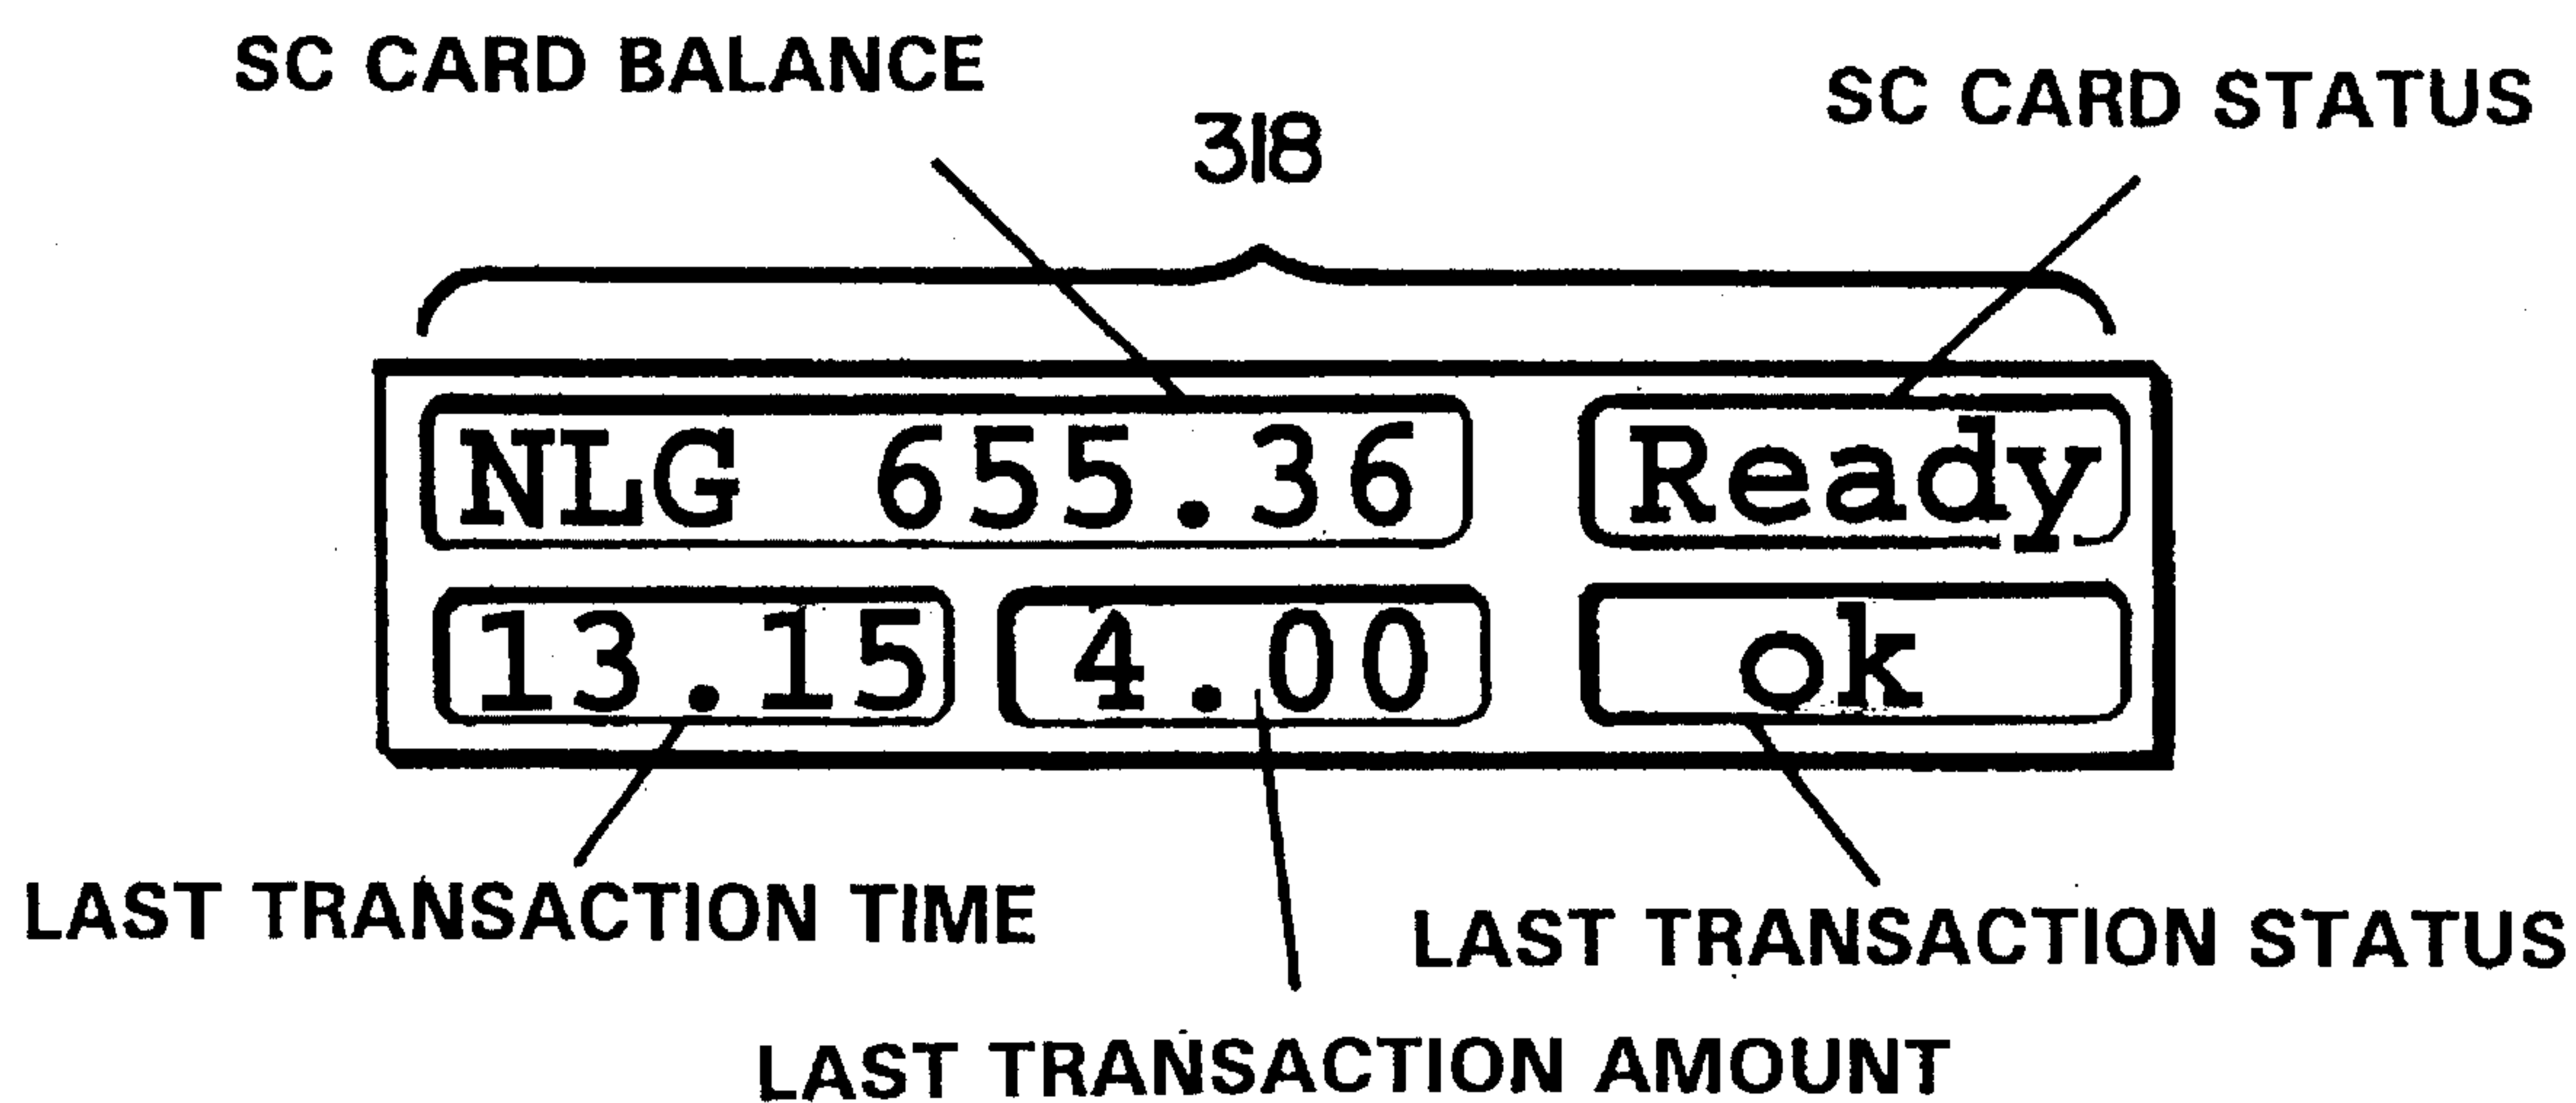 SC CARD BALANCE
SC CARD STATUS
318
NLG 655.36 Ready
13.15 4.00 ok
LAST TRANSACTION TIME
LAST TRANSACTION STATUS
LAST TRANSACTION AMOUNT